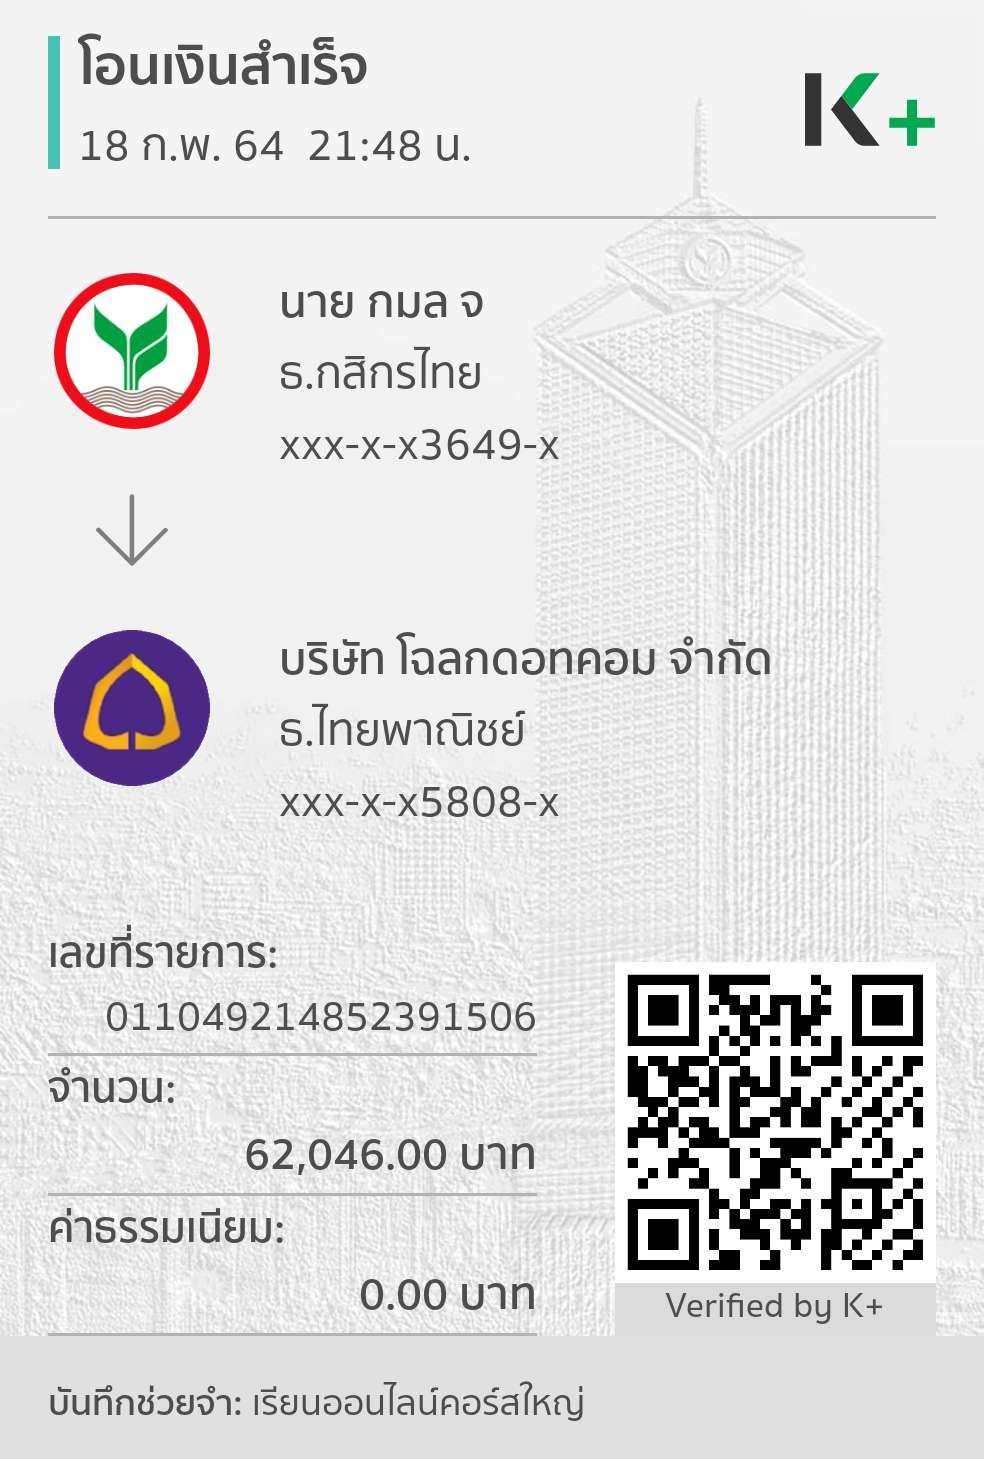 โอนเงินสำเร็จ
18 ก.พ. 64 21:48 น.
K+
นาย กมล จ
ธ.กสิกรไทย
xxx-x-x3649-x
บริษัท โฉลกดอทคอม จำกัด
ธ.ไทยพาณิชย์
xxx-x-x5808-x
เลขที่รายการ:
011049214852391506
จำนวน:
62,046.00 บาท
ค่าธรรมเนียม:
0.00 บาท
Verified by K+
บันทึกช่วยจำ: เรียนออนไลน์คอร์สใหญ่